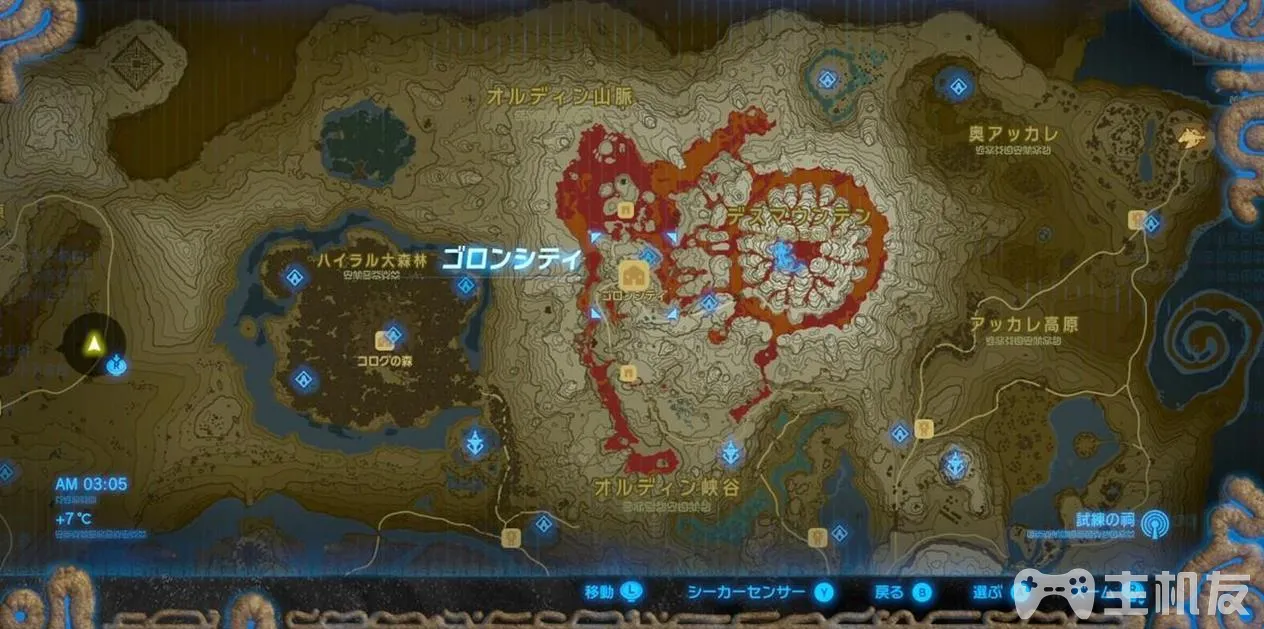 オルディン山脈
奥アッカレ
デスマウンテン
ハイラル大森林
ゴロンシティ
ゴロンシティ
アッカレ高原
コログの森
AM 03:05
+7℃
オルディン峡谷
試練の祠
移動 L
シーカーセンサー Y
戻る B
選ぶ
主机友